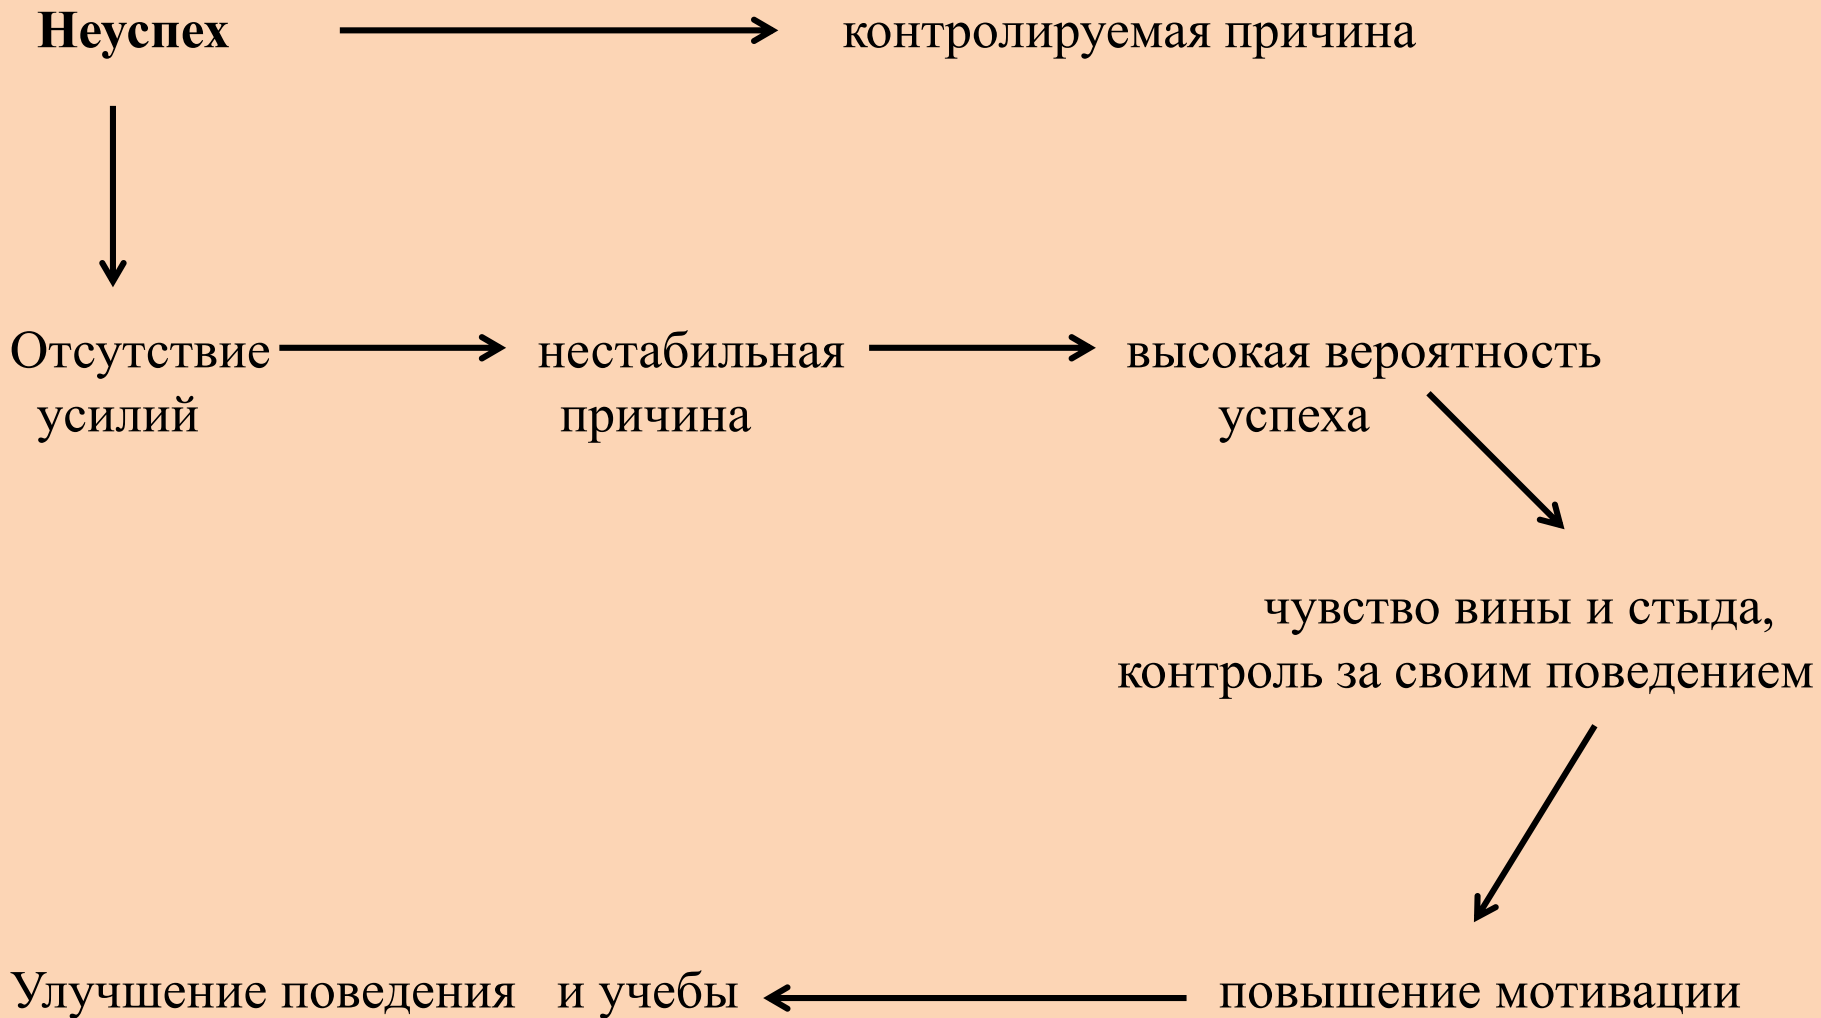 Неуспех контролируемая причина
Отсутствие нестабильная высокая вероятность
усилий причина успеха
чувство вины и стыда,
контроль за своим поведением
Улучшение поведения и учебы повышение мотивации